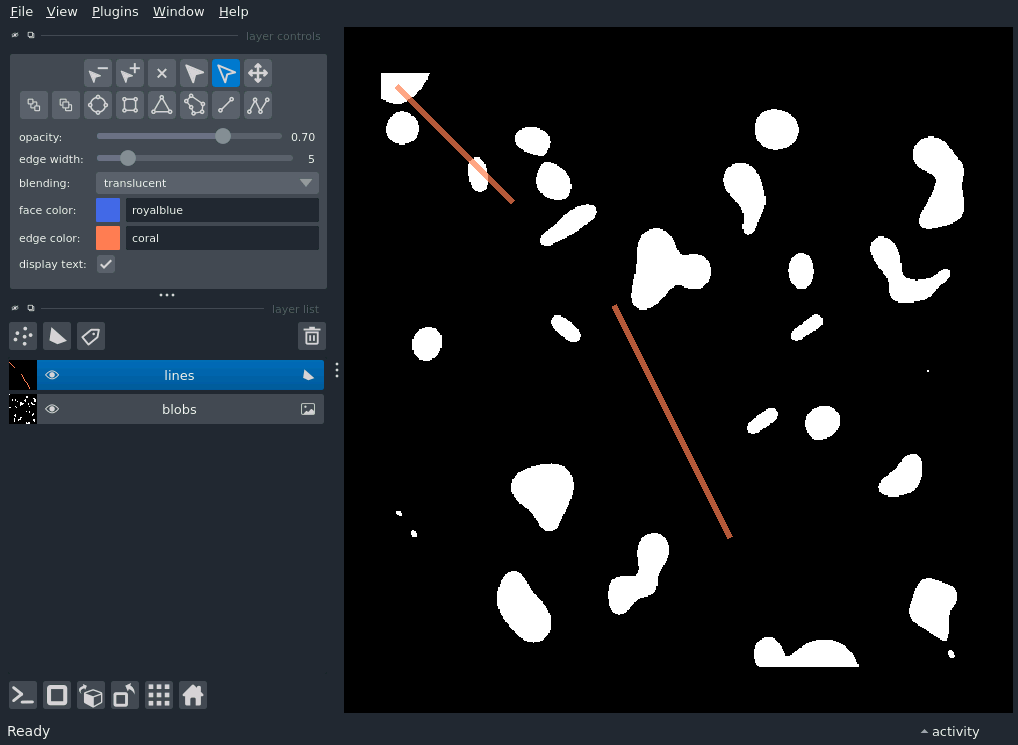 File View Plugins Window Help
layer controls
opacity: 0.70
edge width: 5
blending: translucent
face color: royalblue
edge color: coral
display text:
layer list
lines
blobs
Ready
activity